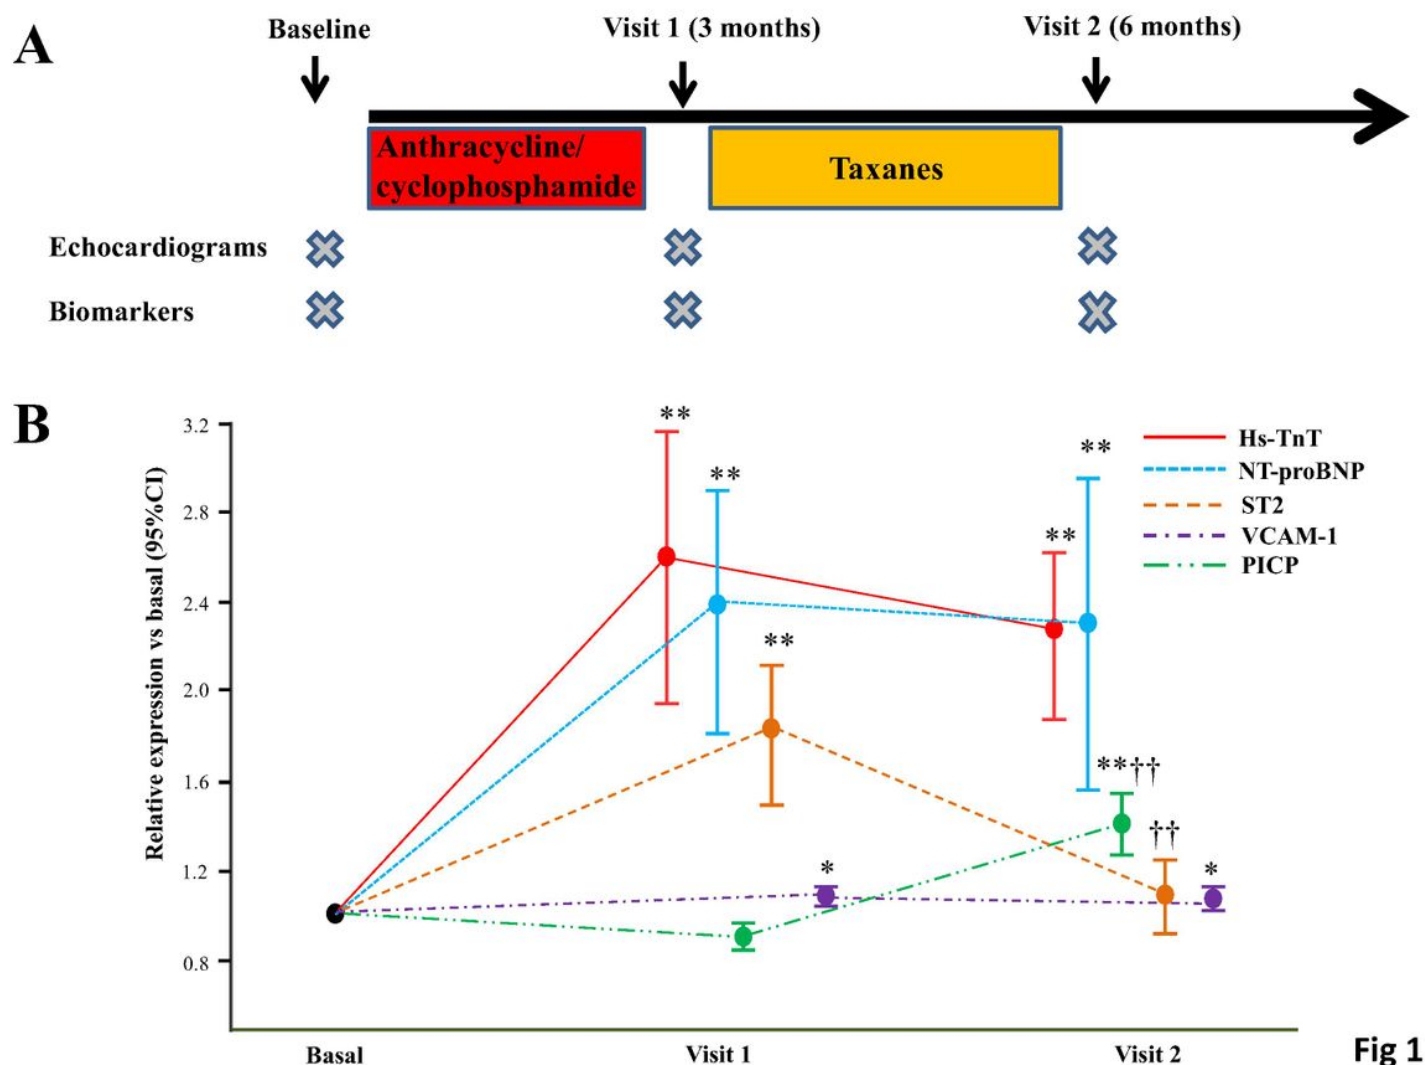 A
Baseline
Visit 1 (3 months)
Visit 2 (6 months)
Anthracycline/
cyclophosphamide
Taxanes
Echocardiograms
Biomarkers
B
Relative expression vs basal (95%CI)
3.2
2.8
2.4
2.0
1.6
1.2
0.8
**
**
**
*
**
**
**††
††
*
Hs-TnT
NT-proBNP
ST2
VCAM-1
PICP
Basal
Visit 1
Visit 2
Fig 1